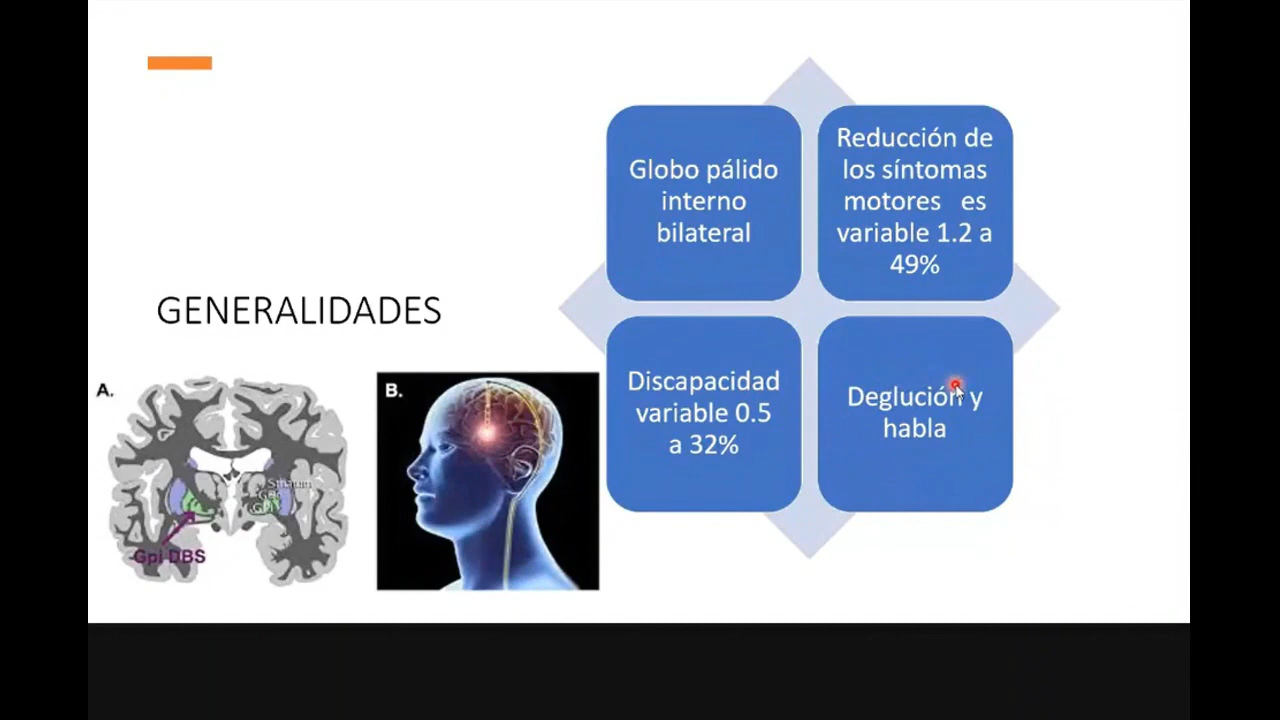 GENERALIDADES
Globo pálido
interno
bilateral
Reducción de
los síntomas
motores es
variable 1.2 a
49%
Discapacidad
variable 0.5
a 32%
Deglución y
habla
A.
GPi
Gpi DBS
B.